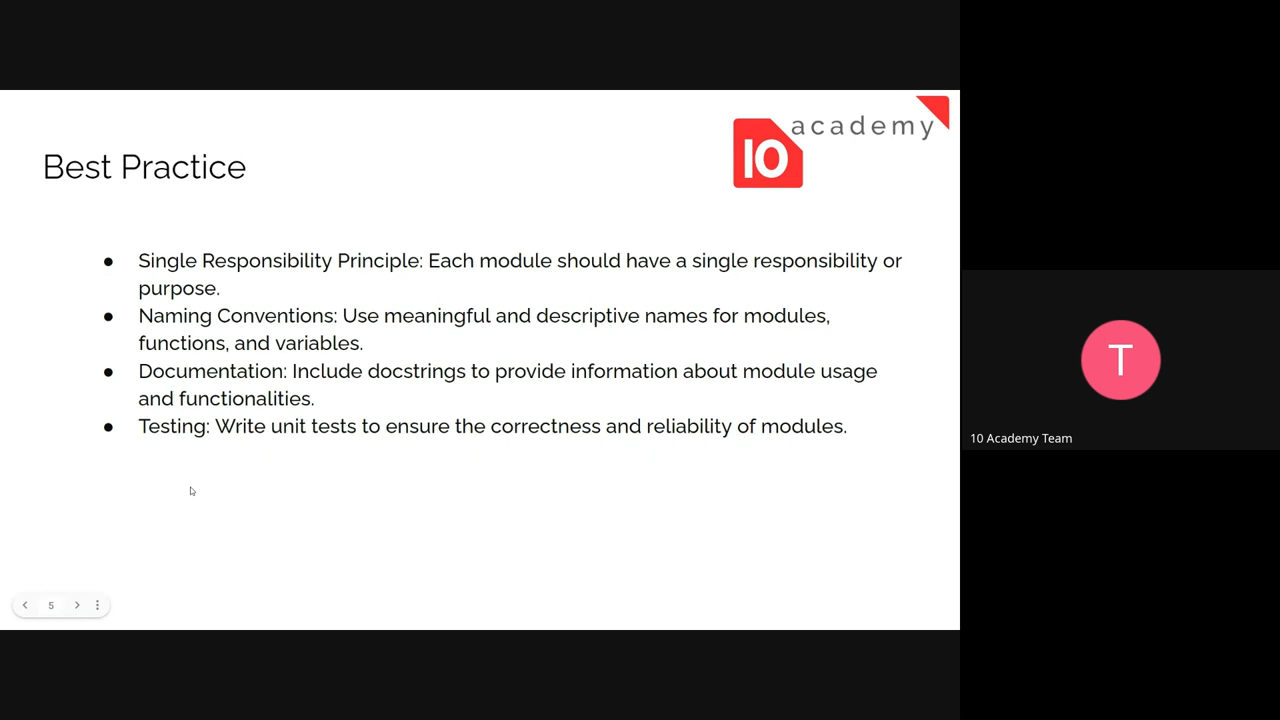 academy
10
Best Practice
● Single Responsibility Principle: Each module should have a single responsibility or
purpose.
● Naming Conventions: Use meaningful and descriptive names for modules,
functions, and variables.
● Documentation: Include docstrings to provide information about module usage
and functionalities.
● Testing: Write unit tests to ensure the correctness and reliability of modules.
5
T
10 Academy Team